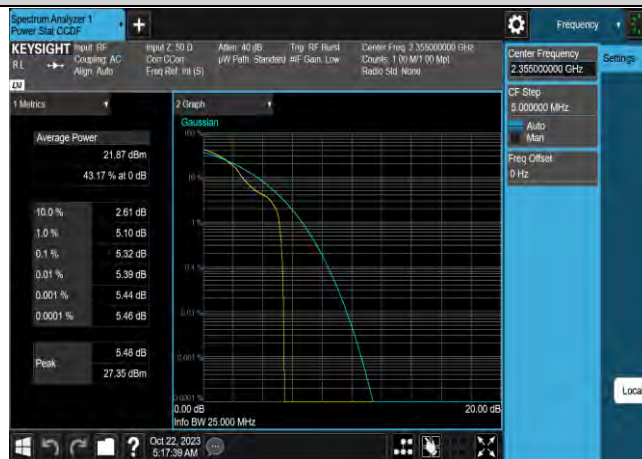 Spectrum Analyzer 1
Power Stat CCDF
+
Frequency
KEYSIGHT
Input: RF
Coupling: AC
Align: Auto
Input Z: 50 Ω
Corr CCorr
Freq Ref: Int (S)
Atten: 40 dB
µW Path: Standard
Trig: RF Burst
#IF Gain: Low
Center Freq: 2.355000000 GHz
Counts: 1.00 M/1.00 Mpt
Radio Std: None
RL
LXI
Center Frequency
2.355000000 GHz
Settings
CF Step
5.000000 MHz
Auto
Man
Freq Offset
0 Hz
1 Metrics
Average Power
21.87 dBm
43.17 % at 0 dB
10.0 % 2.61 dB
1.0 % 5.10 dB
0.1 % 5.32 dB
0.01 % 5.39 dB
0.001 % 5.44 dB
0.0001 % 5.46 dB
Peak
5.48 dB
27.35 dBm
2 Graph
Gaussian
100 %
10 %
1 %
0.1 %
0.01 %
0.001 %
0.0001 %
0.00 dB
20.00 dB
Info BW 25.000 MHz
Local
?
Oct 22, 2023
5:17:39 AM